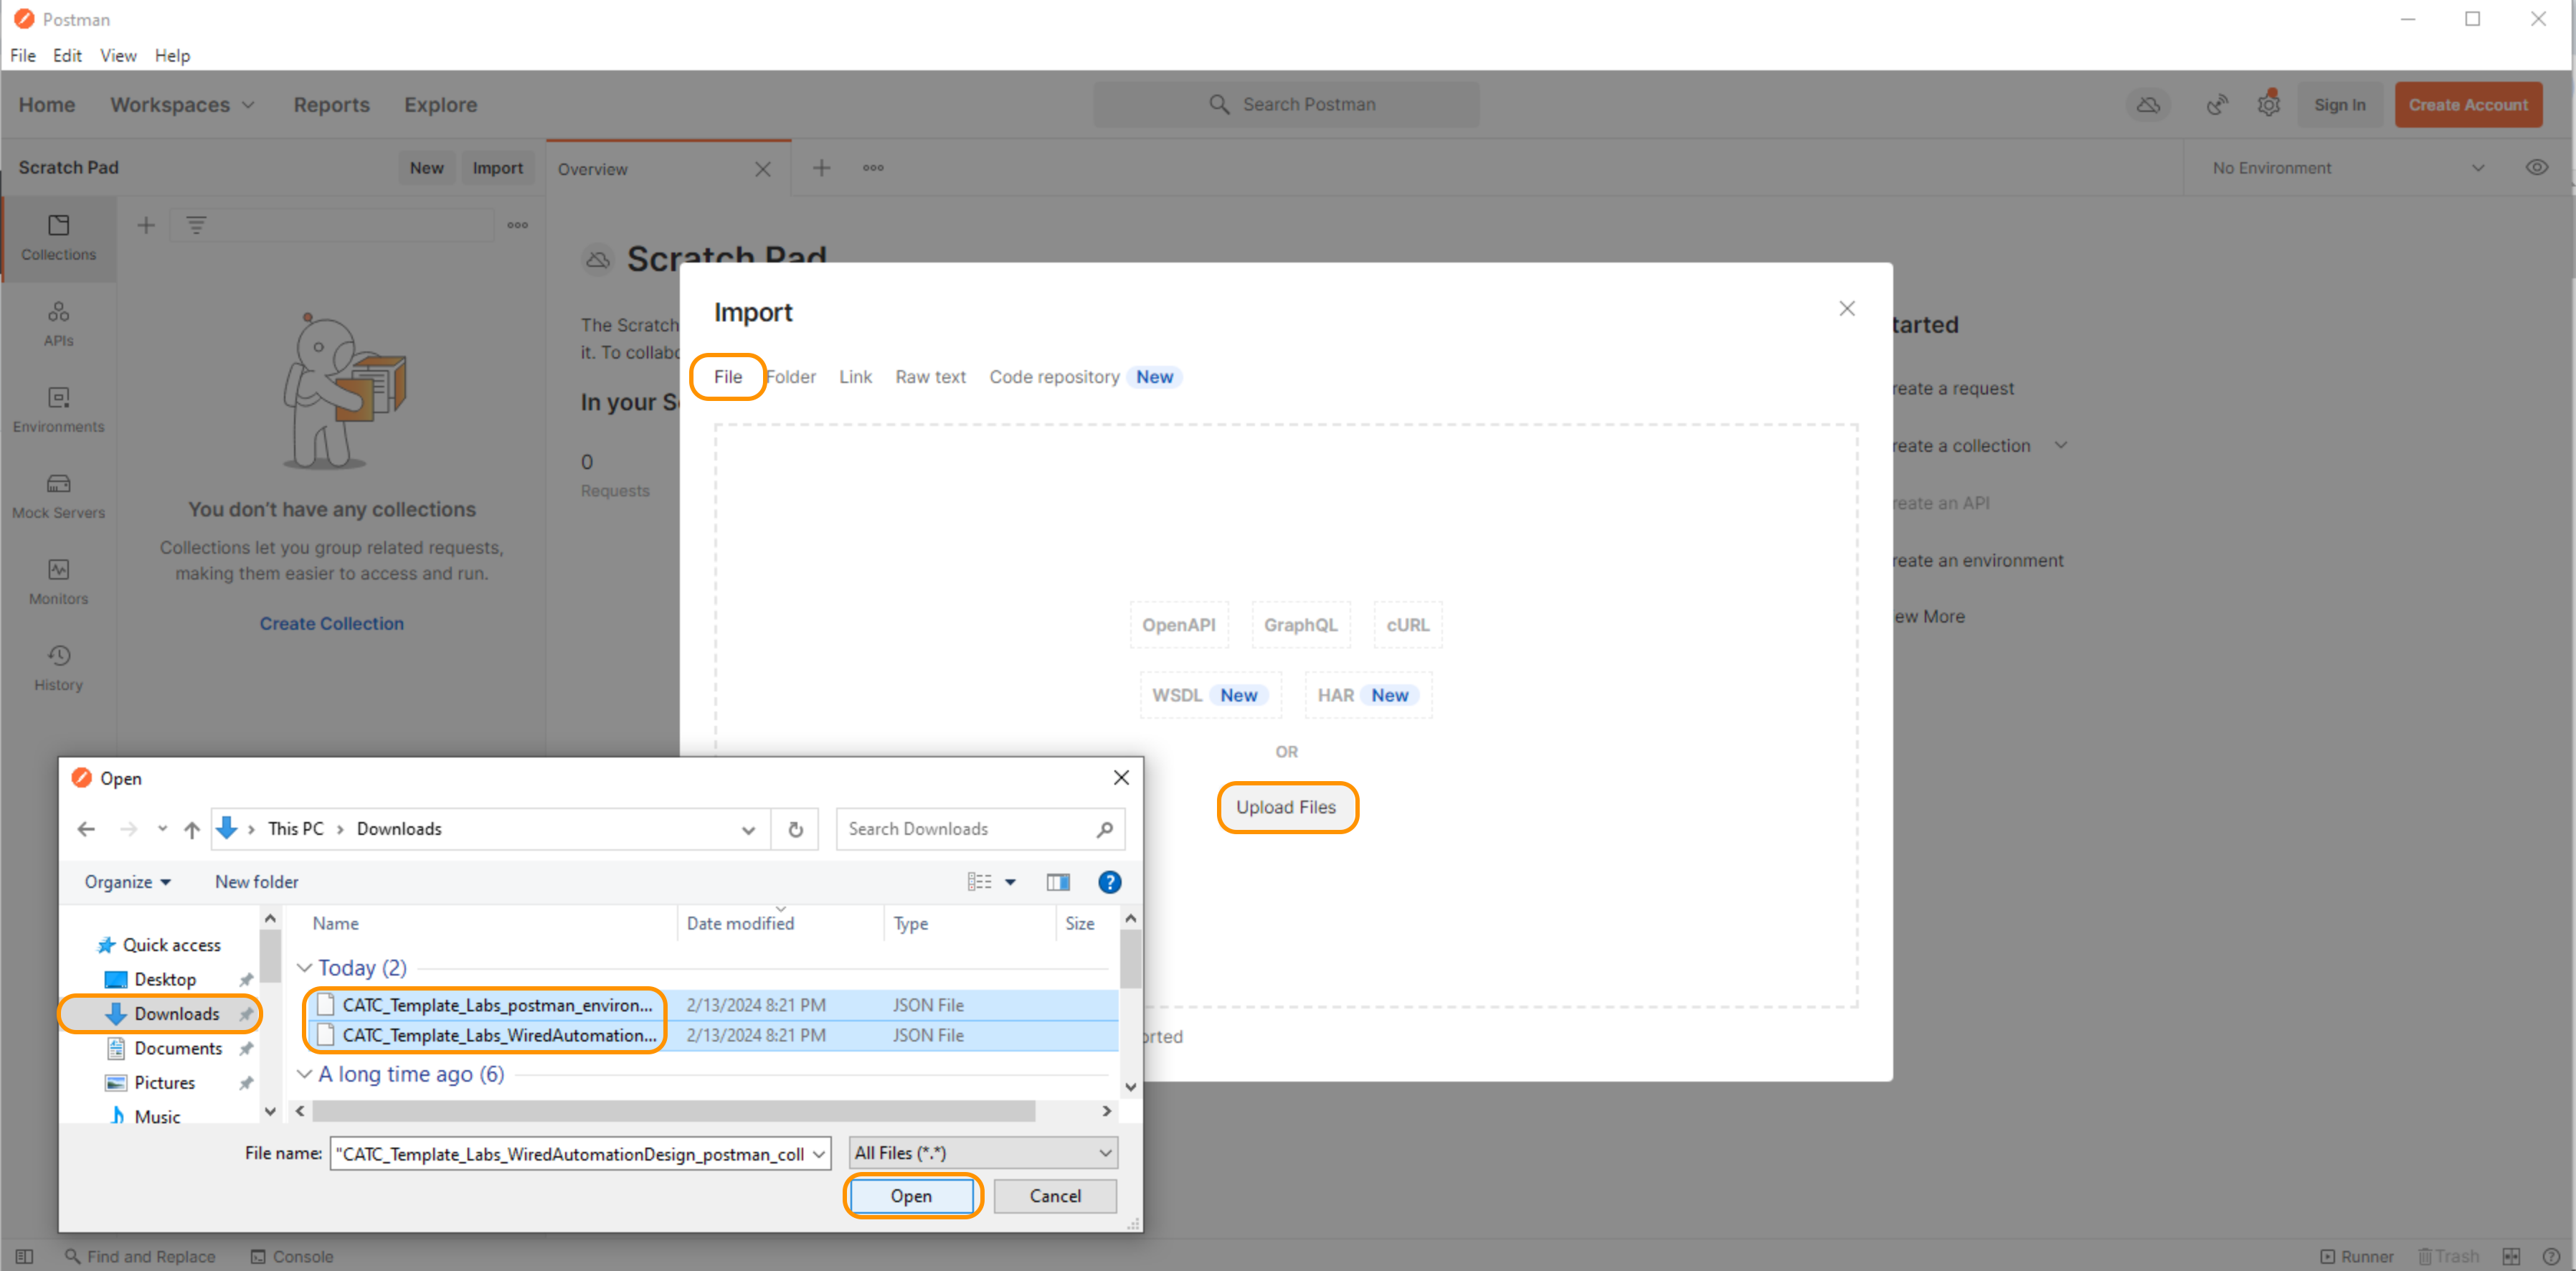 Postman
File Edit View Help
Home Workspaces Reports Explore
Search Postman
Sign In
Create Account
Scratch Pad
New
Import
Overview
No Environment
Collections
APIs
Environments
Mock Servers
Monitors
History
You don't have any collections
Collections let you group related requests,
making them easier to access and run.
Create Collection
Scratch Pad
The Scratch
it. To collabo
In your S
0
Requests
tarted
reate a request
reate a collection
reate an API
reate an environment
ew More
Import
File Folder Link Raw text Code repository New
OpenAPI GraphQL cURL
WSDL New HAR New
OR
Upload Files
orted
Open
This PC > Downloads
Search Downloads
Organize New folder
Name Date modified Type Size
Quick access
Desktop
Downloads
Documents
Pictures
Music
Today (2)
CATC_Template_Labs_postman_environ... 2/13/2024 8:21 PM JSON File
CATC_Template_Labs_WiredAutomation... 2/13/2024 8:21 PM JSON File
A long time ago (6)
File name: "CATC_Template_Labs_WiredAutomationDesign_postman_coll
All Files (*.*)
Open Cancel
Find and Replace Console
Runner Trash